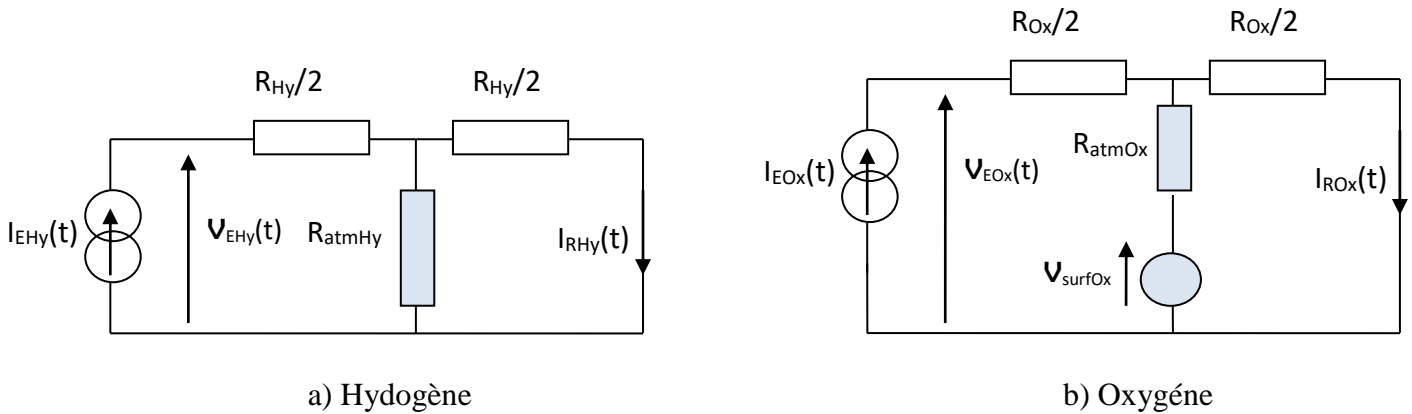 R_Hy/2 R_Hy/2
I_EHy(t)
V_EHy(t)
R_atmHy
I_RHy(t)
a) Hydogène
R_Ox/2 R_Ox/2
I_EOx(t)
V_EOx(t)
R_atmOx
V_surfOx
I_ROx(t)
b) Oxygéne